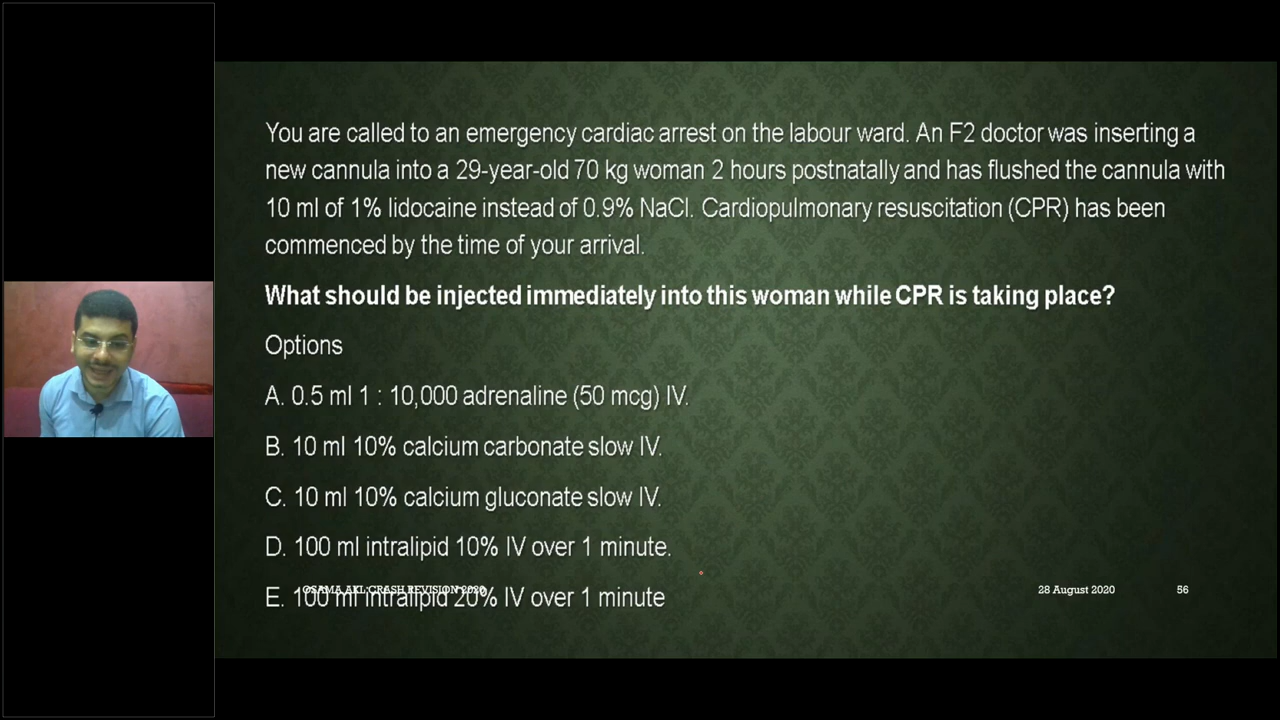 You are called to an emergency cardiac arrest on the labour ward. An F2 doctor was inserting a
new cannula into a 29-year-old 70 kg woman 2 hours postnatally and has flushed the cannula with
10 ml of 1% lidocaine instead of 0.9% NaCl. Cardiopulmonary resuscitation (CPR) has been
commenced by the time of your arrival.
What should be injected immediately into this woman while CPR is taking place?
Options
A. 0.5 ml 1 : 10,000 adrenaline (50 mcg) IV.
B. 10 ml 10% calcium carbonate slow IV.
C. 10 ml 10% calcium gluconate slow IV.
D. 100 ml intralipid 10% IV over 1 minute.
E. 100 ml intralipid 20% IV over 1 minute
OSAMA AKL CRASH REVISION 2020
28 August 2020
56